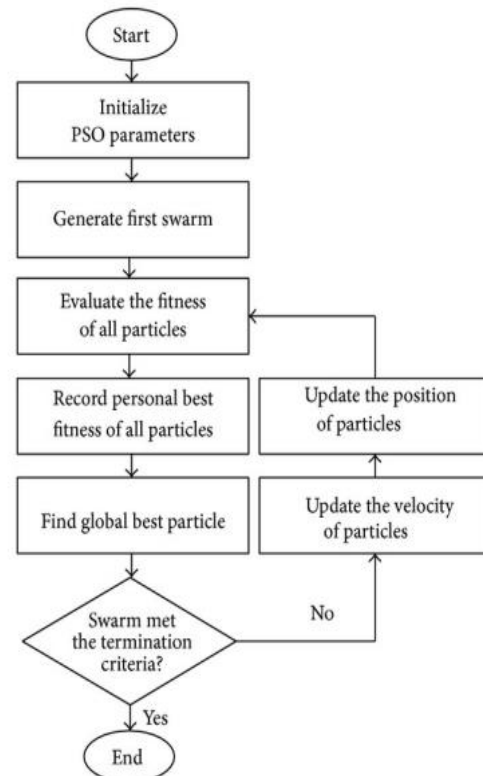 Start
Initialize
PSO parameters
Generate first swarm
Evaluate the fitness
of all particles
Record personal best
fitness of all particles
Find global best particle
Swarm met
the termination
criteria?
No
Update the velocity
of particles
Update the position
of particles
Yes
End